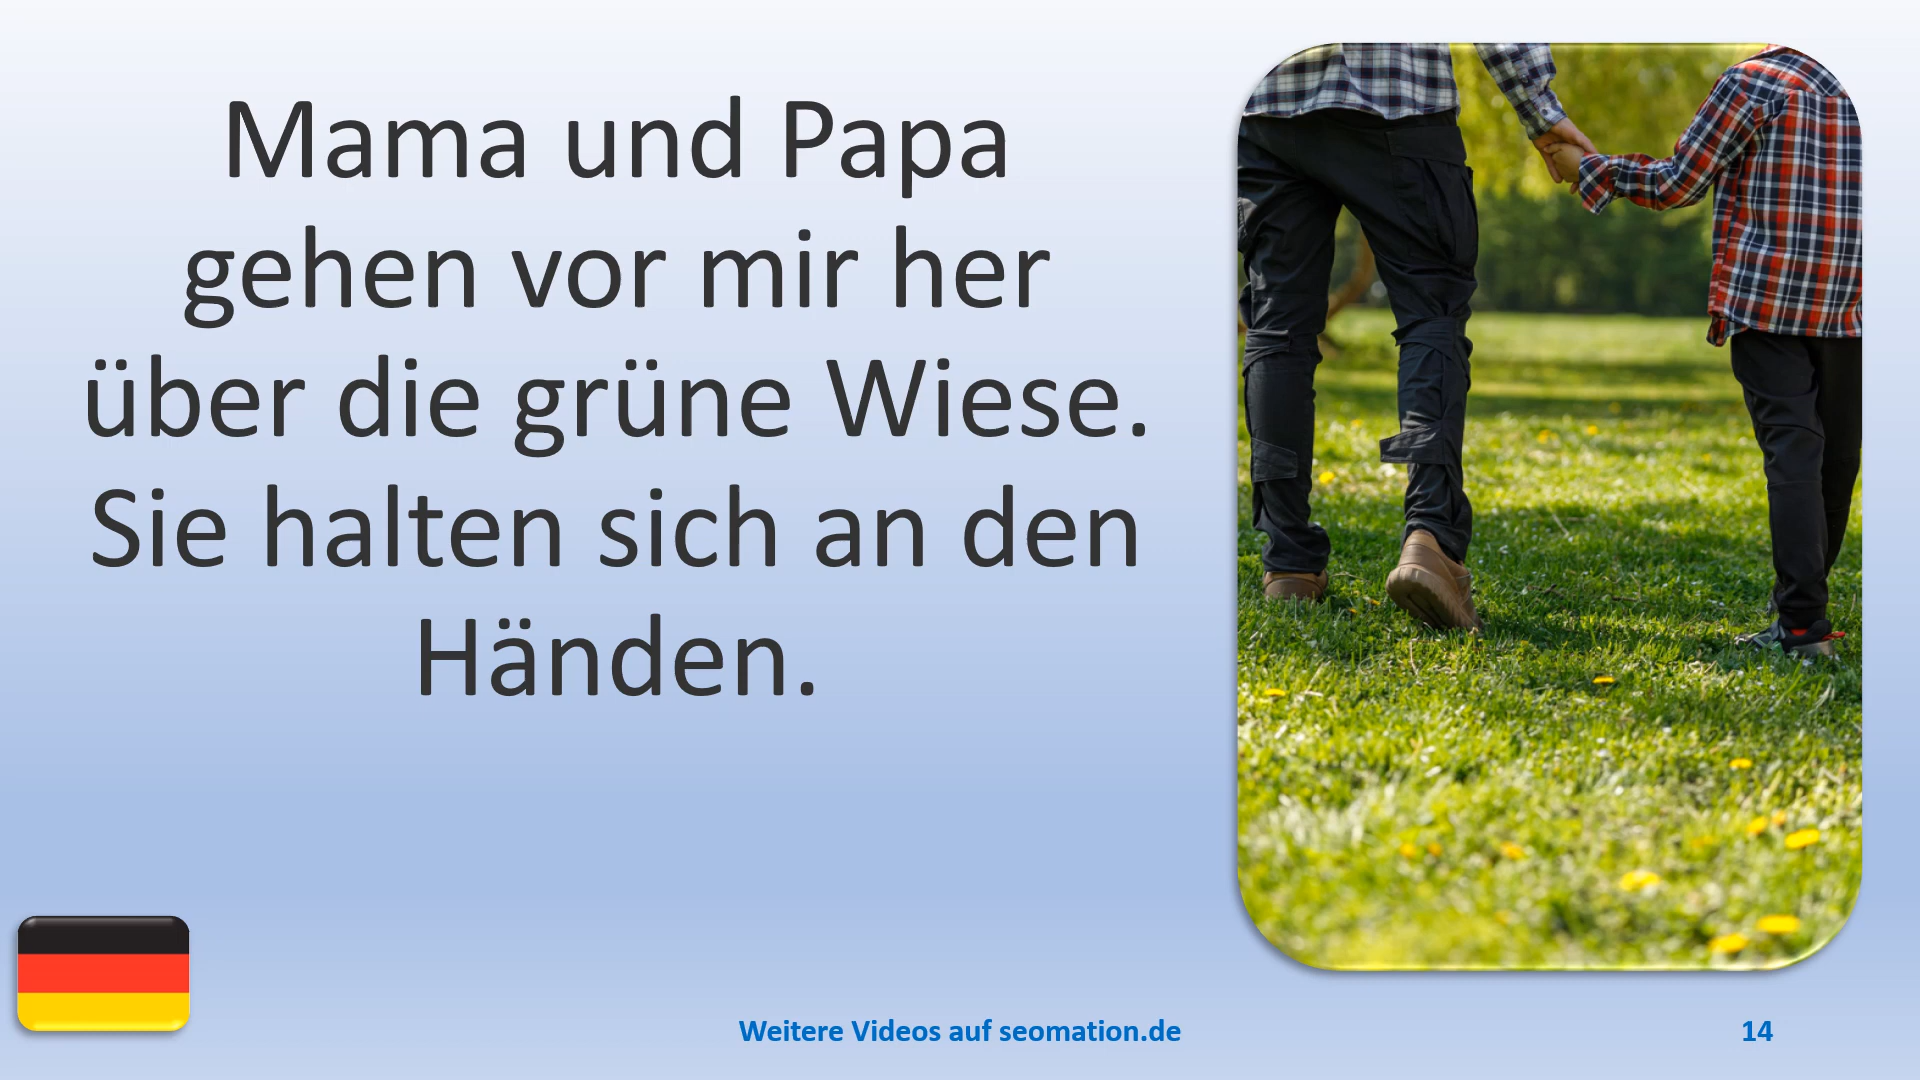 Mama und Papa
gehen vor mir her
über die grüne Wiese.
Sie halten sich an den
Händen.
Weitere Videos auf seomation.de
14